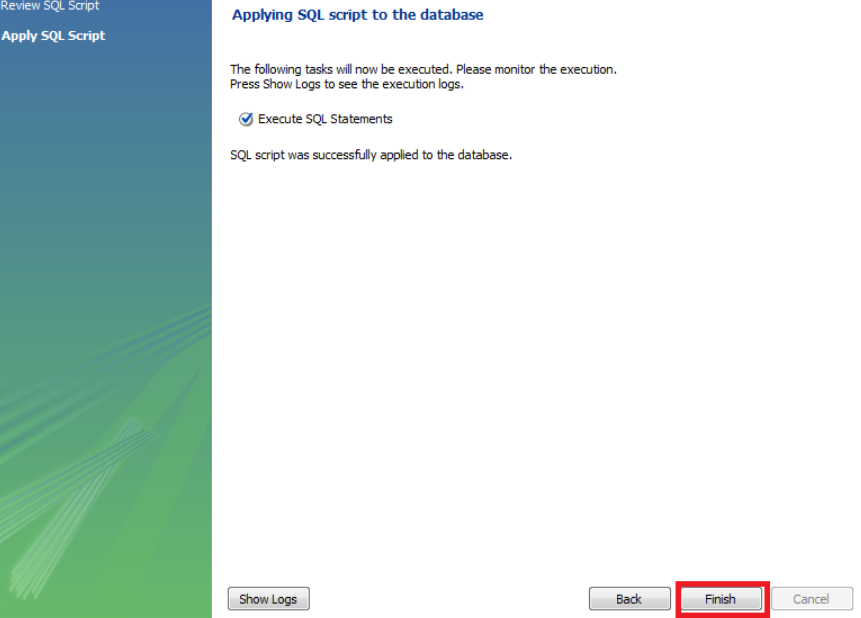 Review SQL Script
Apply SQL Script
Applying SQL script to the database
The following tasks will now be executed. Please monitor the execution.
Press Show Logs to see the execution logs.
Execute SQL Statements
SQL script was successfully applied to the database.
Show Logs
Back
Finish
Cancel